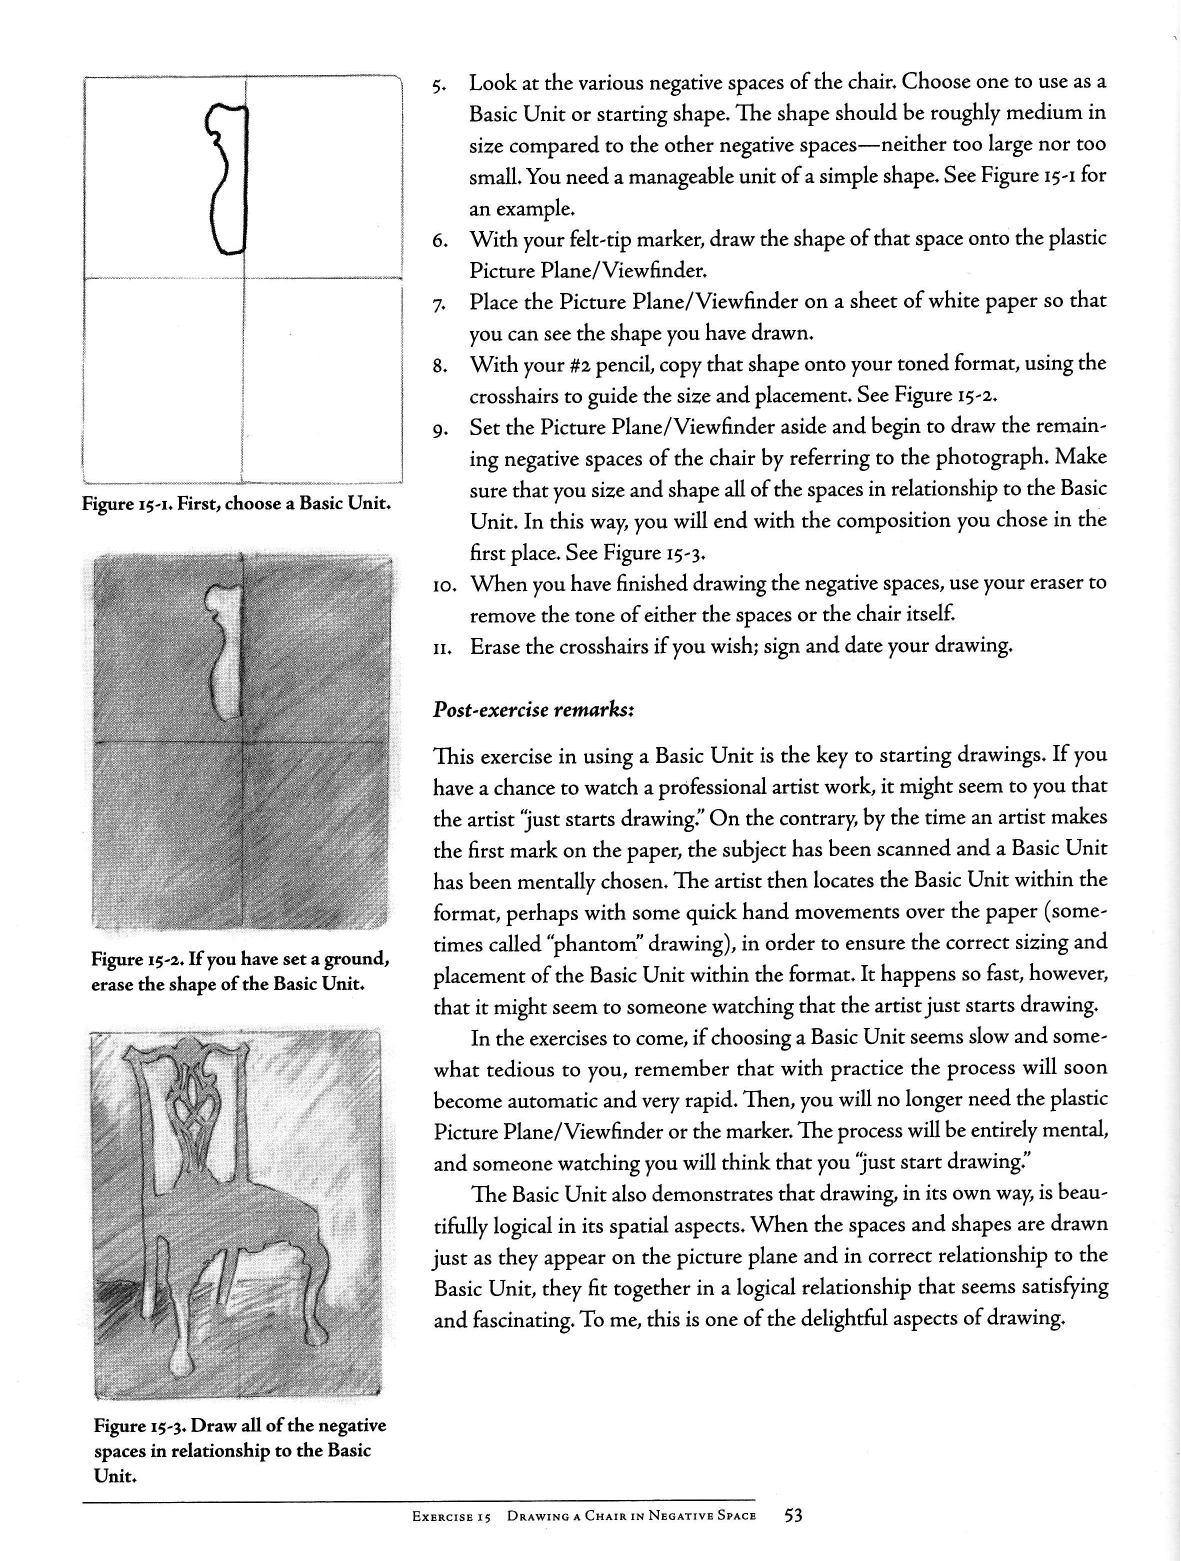 5. Look at the various negative spaces of the chair. Choose one to use as a
Basic Unit or starting shape. The shape should be roughly medium in
size compared to the other negative spaces—neither too large nor too
small. You need a manageable unit of a simple shape. See Figure 15-1 for
an example.
6. With your felt-tip marker, draw the shape of that space onto the plastic
Picture Plane/Viewfinder.
7. Place the Picture Plane/Viewfinder on a sheet of white paper so that
you can see the shape you have drawn.
8. With your #2 pencil, copy that shape onto your toned format, using the
crosshairs to guide the size and placement. See Figure 15-2.
9. Set the Picture Plane/Viewfinder aside and begin to draw the remain-
ing negative spaces of the chair by referring to the photograph. Make
sure that you size and shape all of the spaces in relationship to the Basic
Unit. In this way, you will end with the composition you chose in the
first place. See Figure 15-3.
10. When you have finished drawing the negative spaces, use your eraser to
remove the tone of either the spaces or the chair itself.
11. Erase the crosshairs if you wish; sign and date your drawing.
Post-exercise remarks:
This exercise in using a Basic Unit is the key to starting drawings. If you
have a chance to watch a professional artist work, it might seem to you that
the artist “just starts drawing.” On the contrary, by the time an artist makes
the first mark on the paper, the subject has been scanned and a Basic Unit
has been mentally chosen. The artist then locates the Basic Unit within the
format, perhaps with some quick hand movements over the paper (some-
times called “phantom” drawing), in order to ensure the correct sizing and
placement of the Basic Unit within the format. It happens so fast, however,
that it might seem to someone watching that the artist just starts drawing.
In the exercises to come, if choosing a Basic Unit seems slow and some-
what tedious to you, remember that with practice the process will soon
become automatic and very rapid. Then, you will no longer need the plastic
Picture Plane/Viewfinder or the marker. The process will be entirely mental,
and someone watching you will think that you “just start drawing.”
The Basic Unit also demonstrates that drawing, in its own way, is beau-
tifully logical in its spatial aspects. When the spaces and shapes are drawn
just as they appear on the picture plane and in correct relationship to the
Basic Unit, they fit together in a logical relationship that seems satisfying
and fascinating. To me, this is one of the delightful aspects of drawing.
Figure 15-1. First, choose a Basic Unit.
Figure 15-2. If you have set a ground,
erase the shape of the Basic Unit.
Figure 15-3. Draw all of the negative
spaces in relationship to the Basic
Unit.
Exercise 15 Drawing a Chair in Negative Space 53